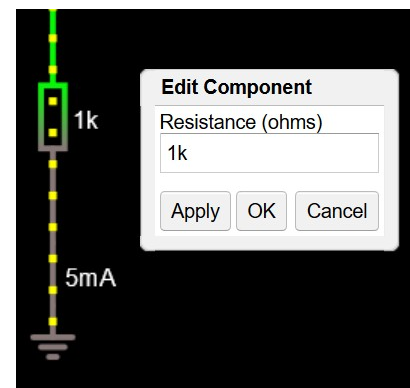 Edit Component
Resistance (ohms)
1k
1k
Apply OK Cancel
5mA